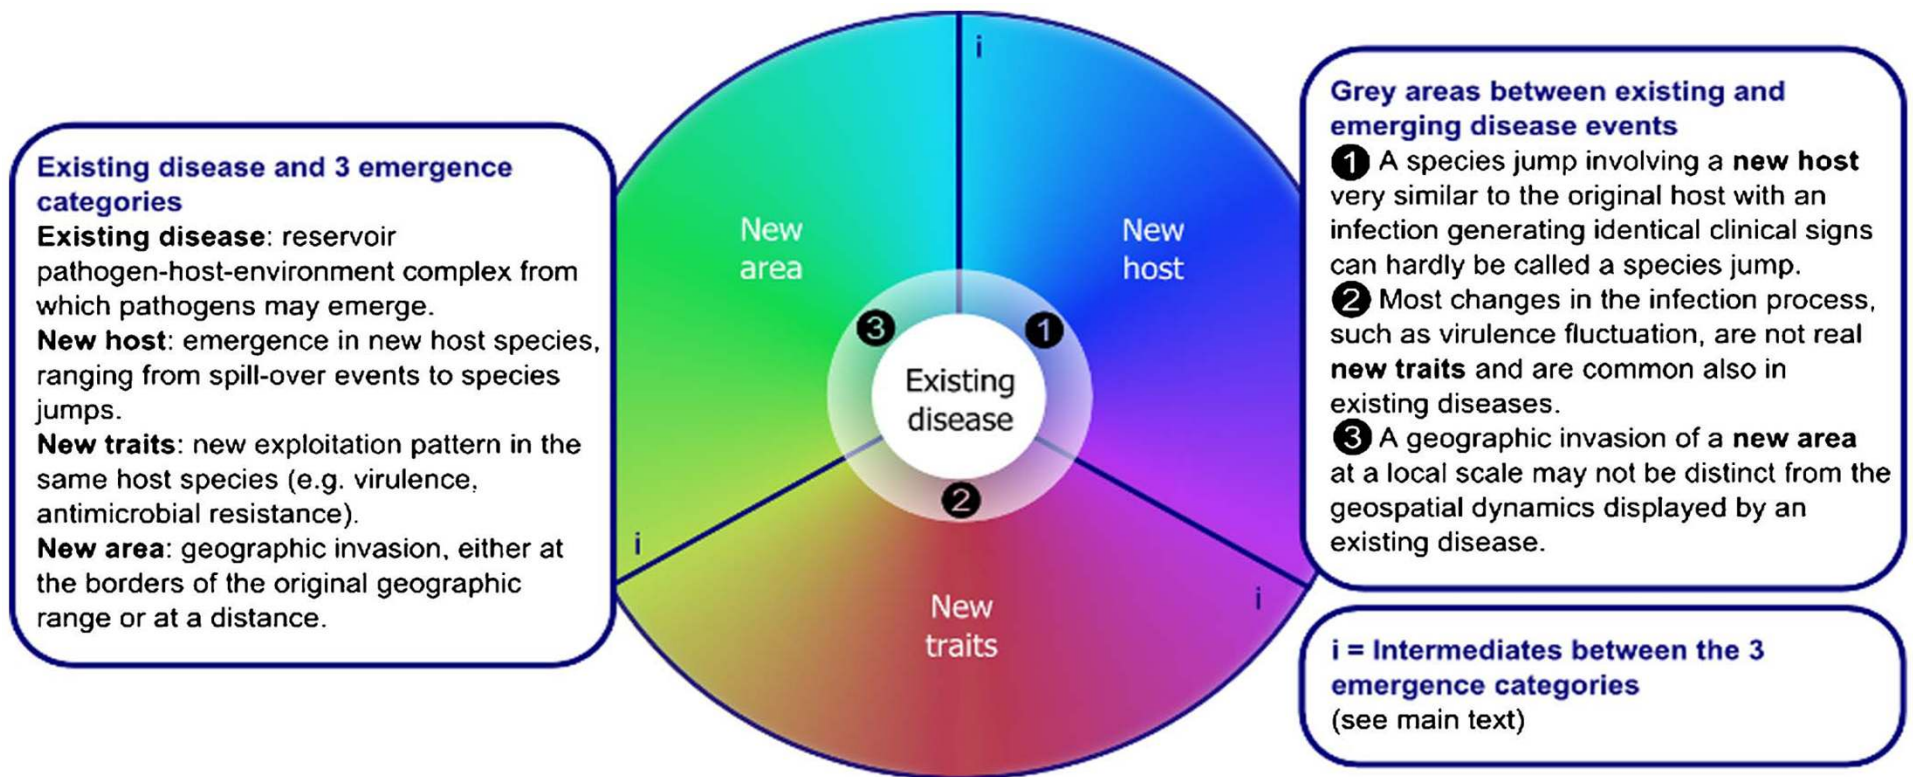 Existing disease and 3 emergence
categories
Existing disease: reservoir
pathogen-host-environment complex from
which pathogens may emerge.
New host: emergence in new host species,
ranging from spill-over events to species
jumps.
New traits: new exploitation pattern in the
same host species (e.g. virulence,
antimicrobial resistance).
New area: geographic invasion, either at
the borders of the original geographic
range or at a distance.
i
New
area
New
host
3
1
Existing
disease
2
i
i
New
traits
Grey areas between existing and
emerging disease events
1 A species jump involving a new host
very similar to the original host with an
infection generating identical clinical signs
can hardly be called a species jump.
2 Most changes in the infection process,
such as virulence fluctuation, are not real
new traits and are common also in
existing diseases.
3 A geographic invasion of a new area
at a local scale may not be distinct from the
geospatial dynamics displayed by an
existing disease.
i = Intermediates between the 3
emergence categories
(see main text)